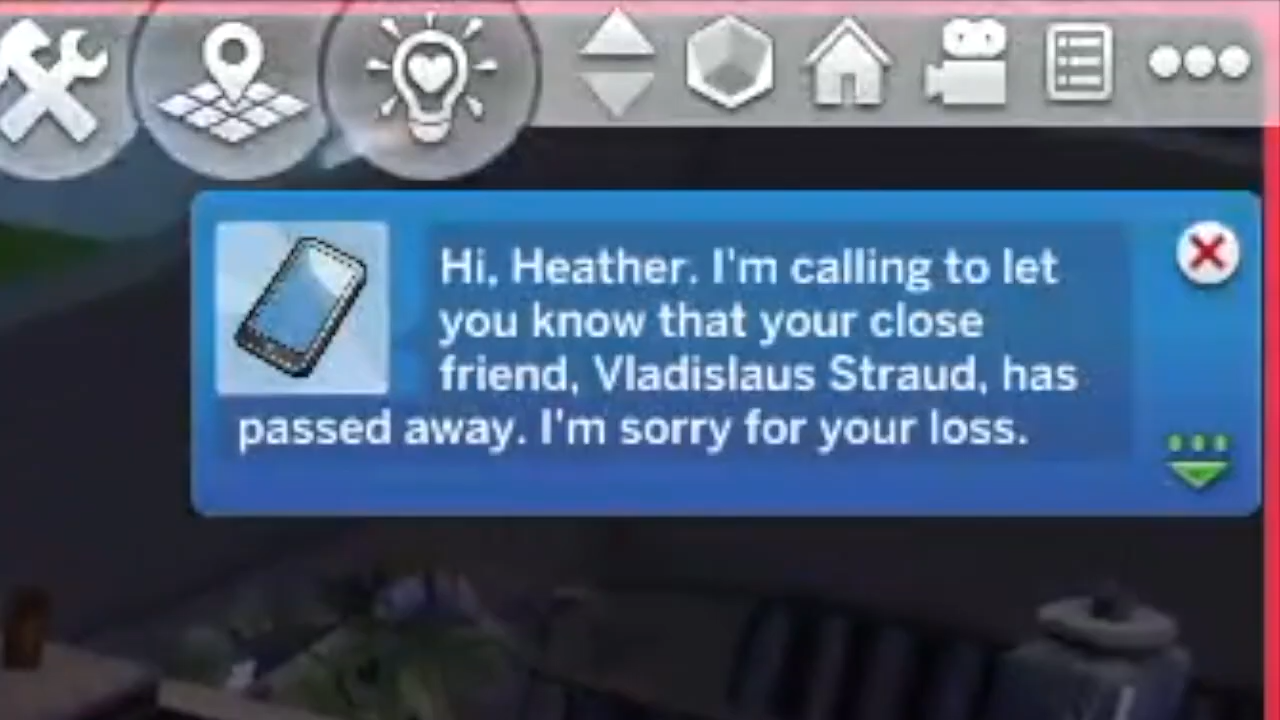 Hi, Heather. I'm calling to let
you know that your close
friend, Vladislaus Straud, has
passed away. I'm sorry for your loss.